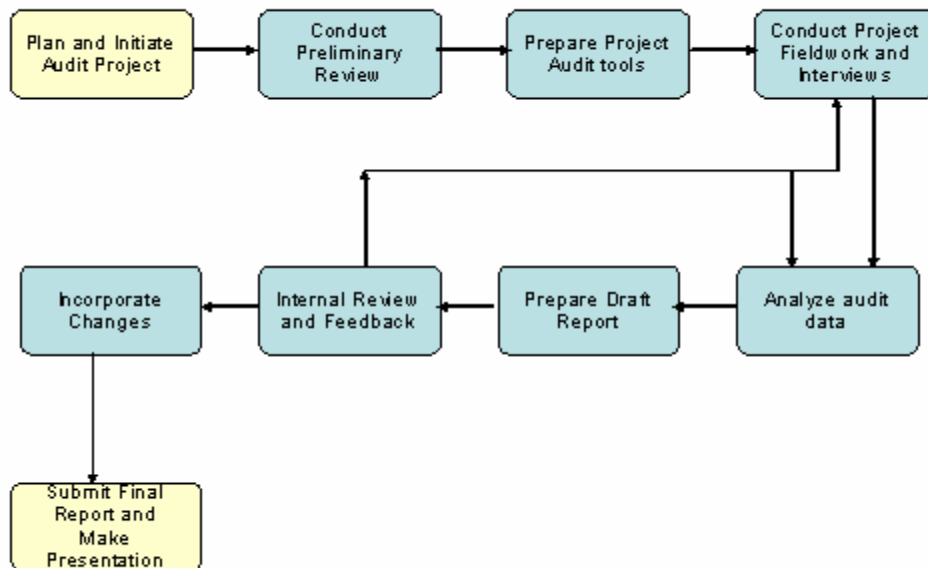 Plan and Initiate
Audit Project
Conduct
Preliminary
Review
Prepare Project
Audit tools
Conduct Project
Fieldwork and
Interviews
Incorporate
Changes
Internal Review
and Feedback
Prepare Draft
Report
Analyze audit
data
Submit Final
Report and
Make
Presentation